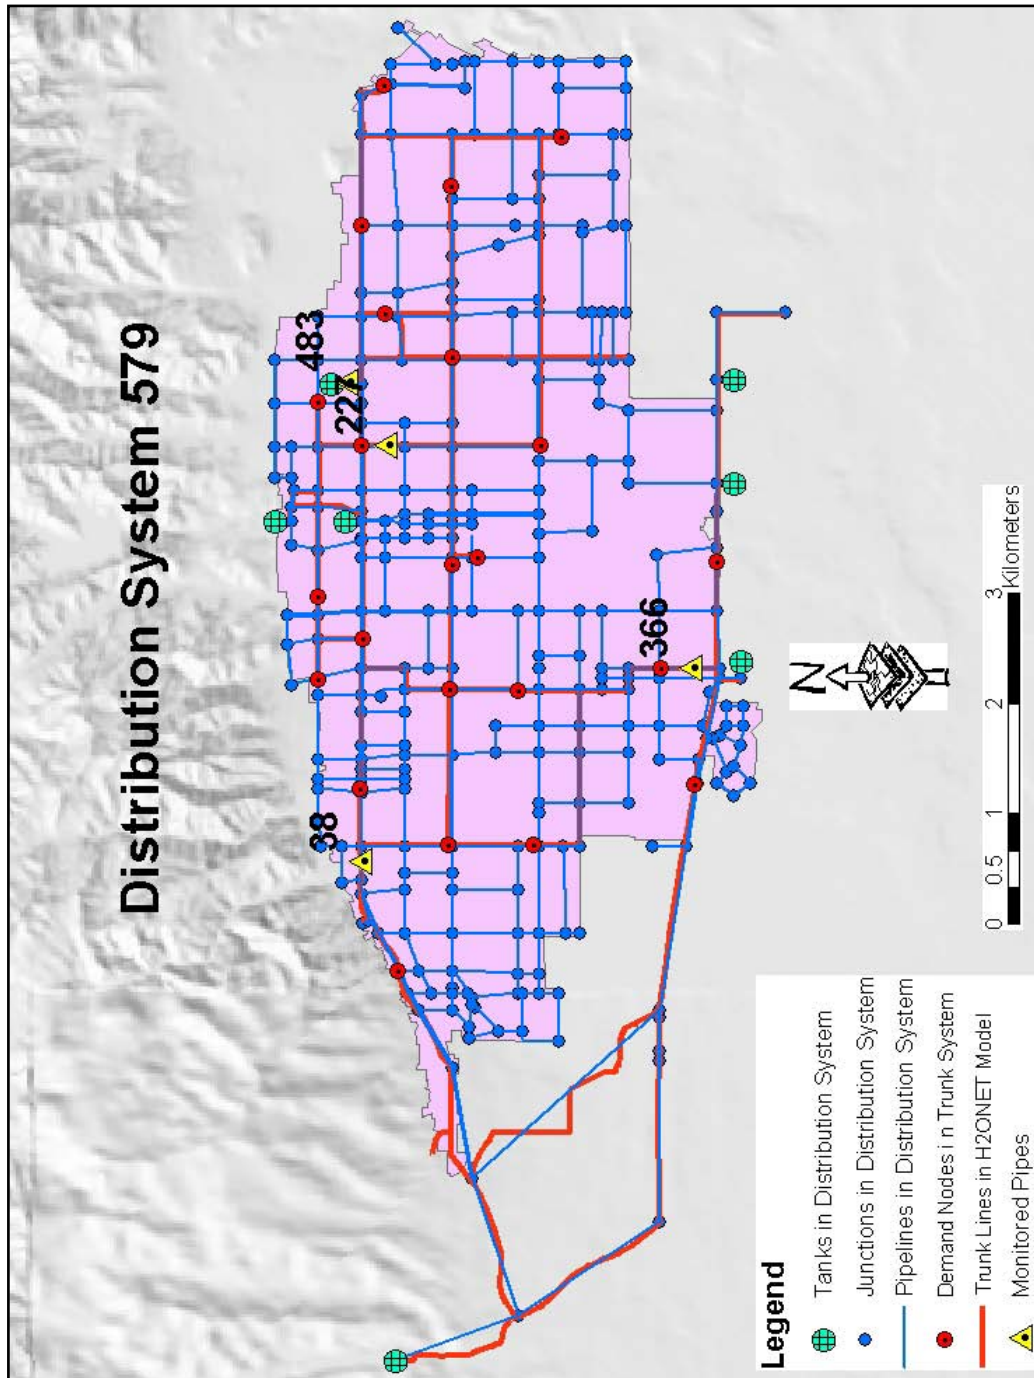 Distribution System 579
483
227
38
366
N
0
0.5
1
2
3
Kilometers
Legend
Tanks in Distribution System
Junctions in Distribution System
Pipelines in Distribution System
Demand Nodes in Trunk System
Trunk Lines in H2ONET Model
Monitored Pipes